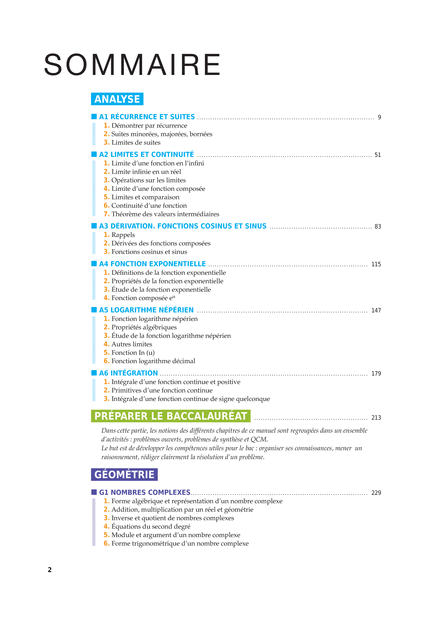 SOMMAIRE
ANALYSE
A1 RÉCURRENCE ET SUITES ........ 9
1. Démontrer par récurrence
2. Suites minorées, majorées, bornées
3. Limites de suites
A2 LIMITES ET CONTINUITÉ ........ 51
1. Limite d'une fonction en l'infini
2. Limite infinie en un réel
3. Opérations sur les limites
4. Limite d'une fonction composée
5. Limites et comparaison
6. Continuité d'une fonction
7. Théorème des valeurs intermédiaires
A3 DÉRIVATION. FONCTIONS COSINUS ET SINUS ........ 83
1. Rappels
2. Dérivées des fonctions composées
3. Fonctions cosinus et sinus
A4 FONCTION EXPONENTIELLE ........ 115
1. Définitions de la fonction exponentielle
2. Propriétés de la fonction exponentielle
3. Étude de la fonction exponentielle
4. Fonction composée eᵘ
A5 LOGARITHME NÉPÉRIEN ........ 147
1. Fonction logarithme népérien
2. Propriétés algébriques
3. Étude de la fonction logarithme népérien
4. Autres limites
5. Fonction ln (u)
6. Fonction logarithme décimal
A6 INTÉGRATION ........ 179
1. Intégrale d'une fonction continue et positive
2. Primitives d'une fonction continue
3. Intégrale d'une fonction continue de signe quelconque
PRÉPARER LE BACCALAURÉAT ........ 213
Dans cette partie, les notions des différents chapitres de ce manuel sont regroupées dans un ensemble
d'activités : problèmes ouverts, problèmes de synthèse et QCM.
Le but est de développer les compétences utiles pour le bac : organiser ses connaissances, mener un
raisonnement, rédiger clairement la résolution d'un problème.
GÉOMÉTRIE
G1 NOMBRES COMPLEXES ........ 229
1. Forme algébrique et représentation d'un nombre complexe
2. Addition, multiplication par un réel et géométrie
3. Inverse et quotient de nombres complexes
4. Équations du second degré
5. Module et argument d'un nombre complexe
6. Forme trigonométrique d'un nombre complexe
2